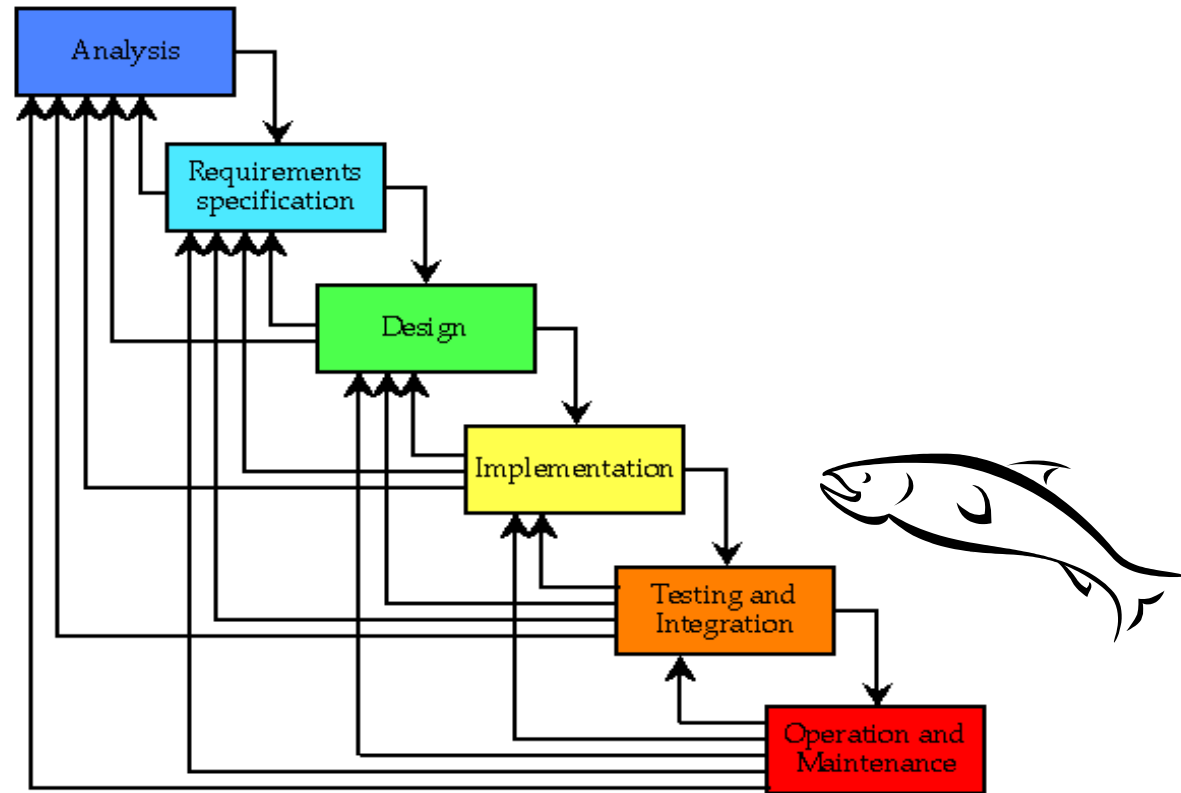 Analysis
Requirements
specification
Design
Implementation
Testing and
Integration
Operation and
Maintenance